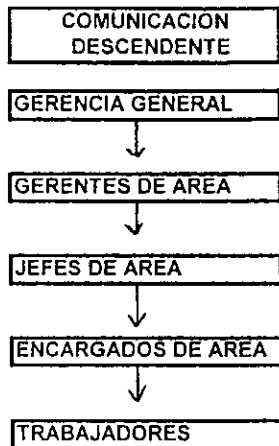 COMUNICACION
DESCENDENTE
GERENCIA GENERAL
GERENTES DE AREA
JEFES DE AREA
ENCARGADOS DE AREA
TRABAJADORES